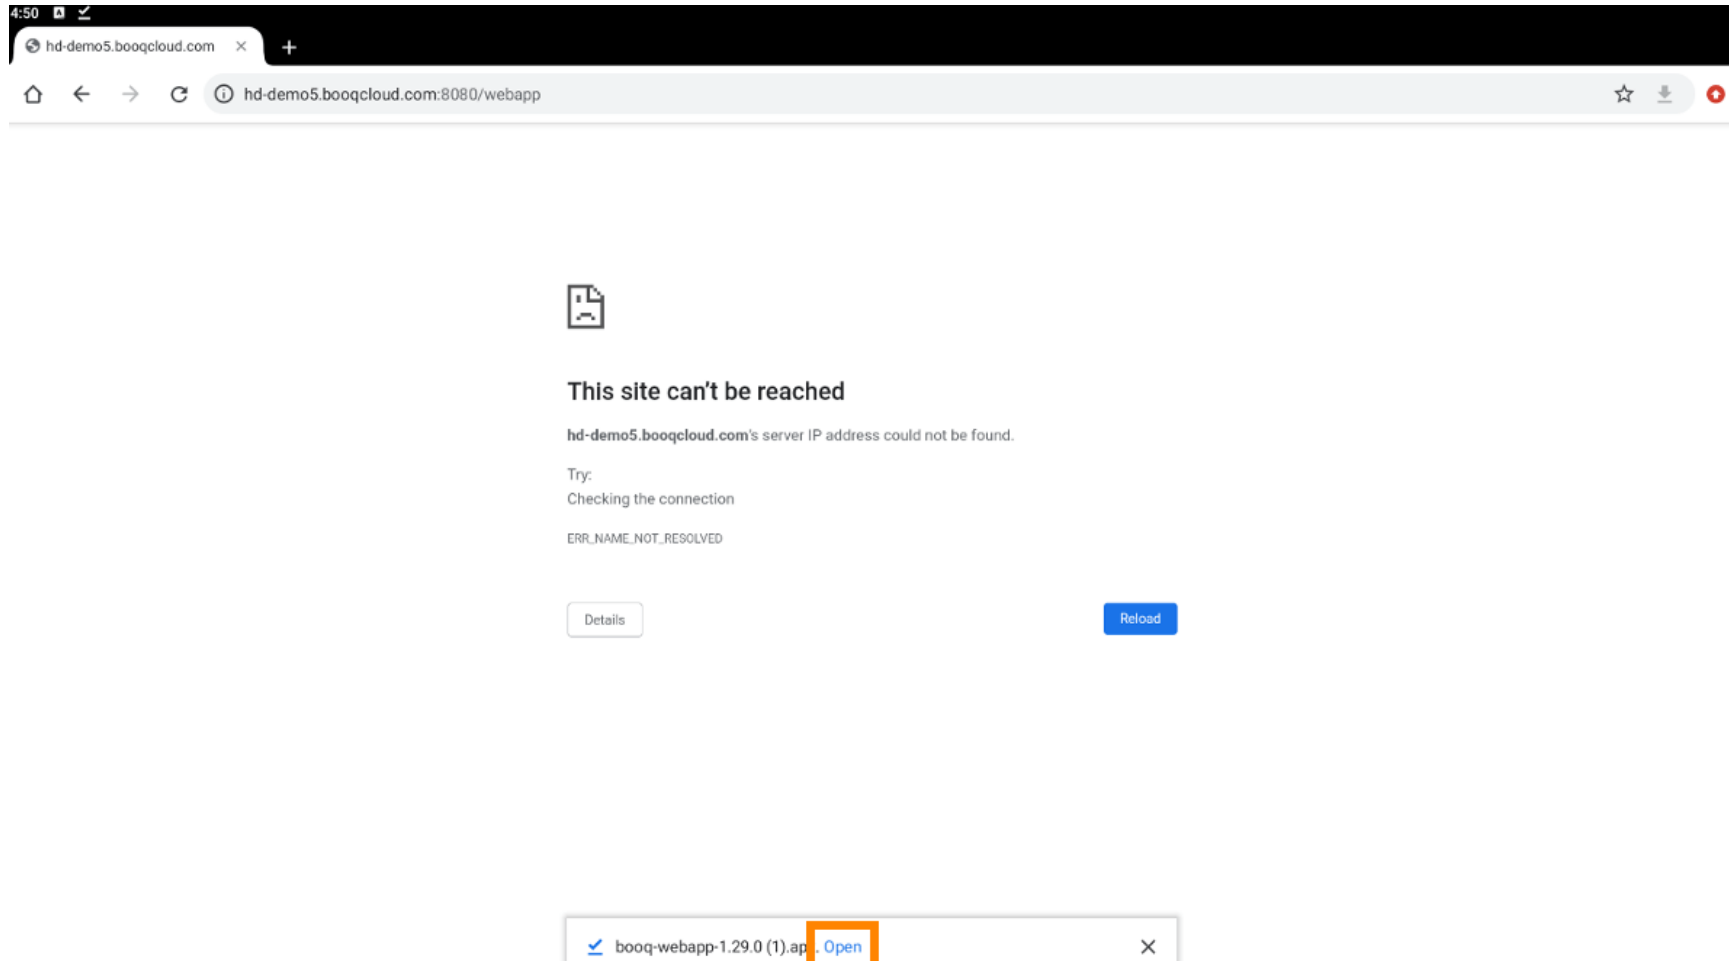 4:50
hd-demo5.booqcloud.com
hd-demo5.booqcloud.com:8080/webapp
This site can't be reached
hd-demo5.booqcloud.com's server IP address could not be found.
Try:
Checking the connection
ERR_NAME_NOT_RESOLVED
Details Reload
booq-webapp-1.29.0 (1).ap.. Open